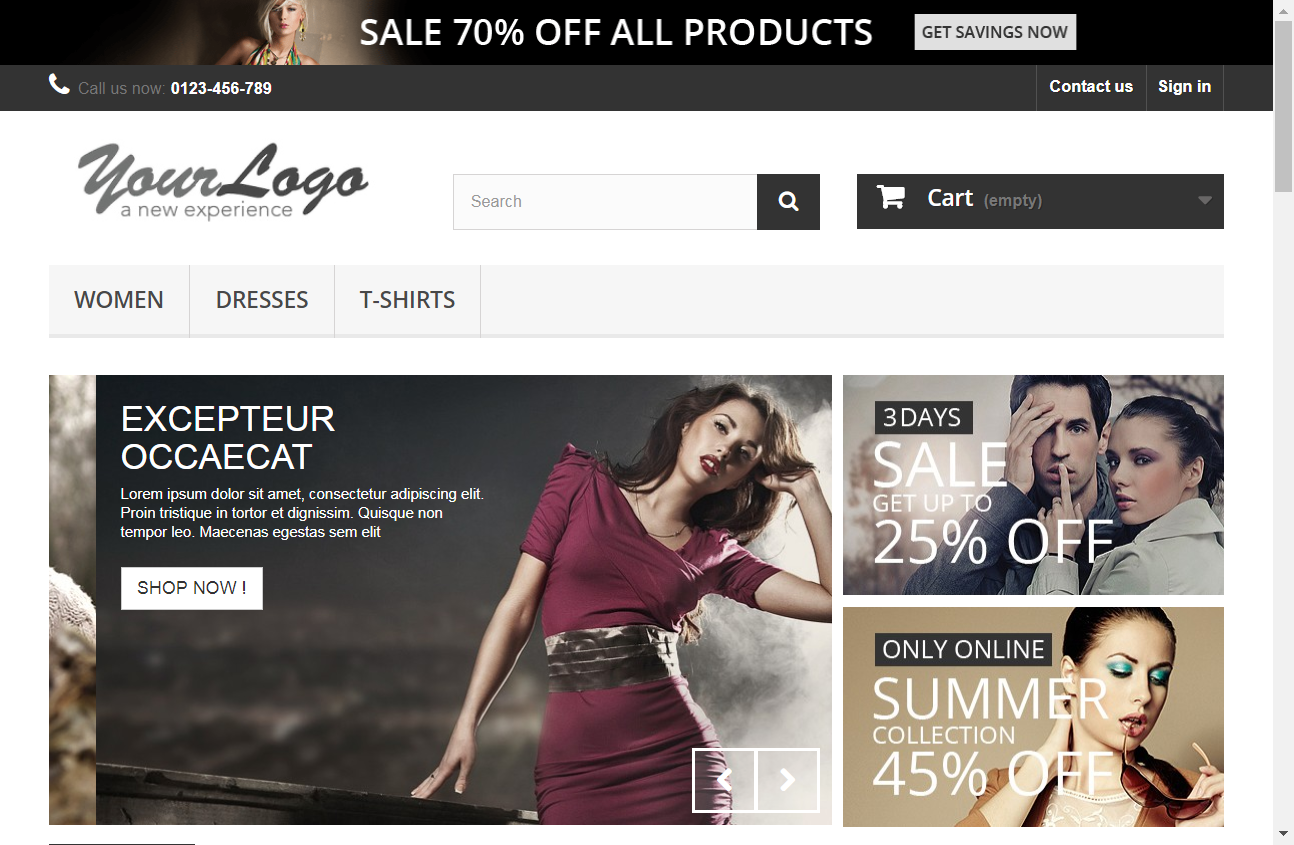 SALE 70% OFF ALL PRODUCTS GET SAVINGS NOW
Call us now: 0123-456-789 Contact us Sign in
YourLogo
a new experience
Search
Cart (empty)
WOMEN DRESSES T-SHIRTS
EXCEPTEUR
OCCAECAT
Lorem ipsum dolor sit amet, consectetur adipiscing elit.
Proin tristique in tortor et dignissim. Quisque non
tempor leo. Maecenas egestas sem elit
SHOP NOW !
3 DAYS
SALE
GET UP TO
25% OFF
ONLY ONLINE
SUMMER
COLLECTION
45% OFF